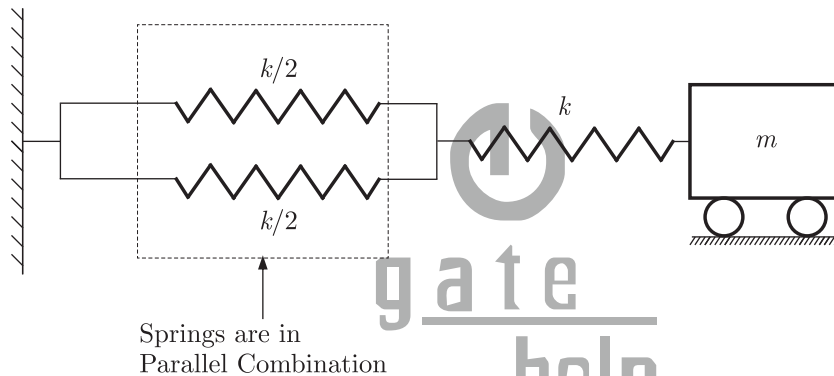 k/2
k
m
k/2
gate
help
Springs are in
Parallel Combination